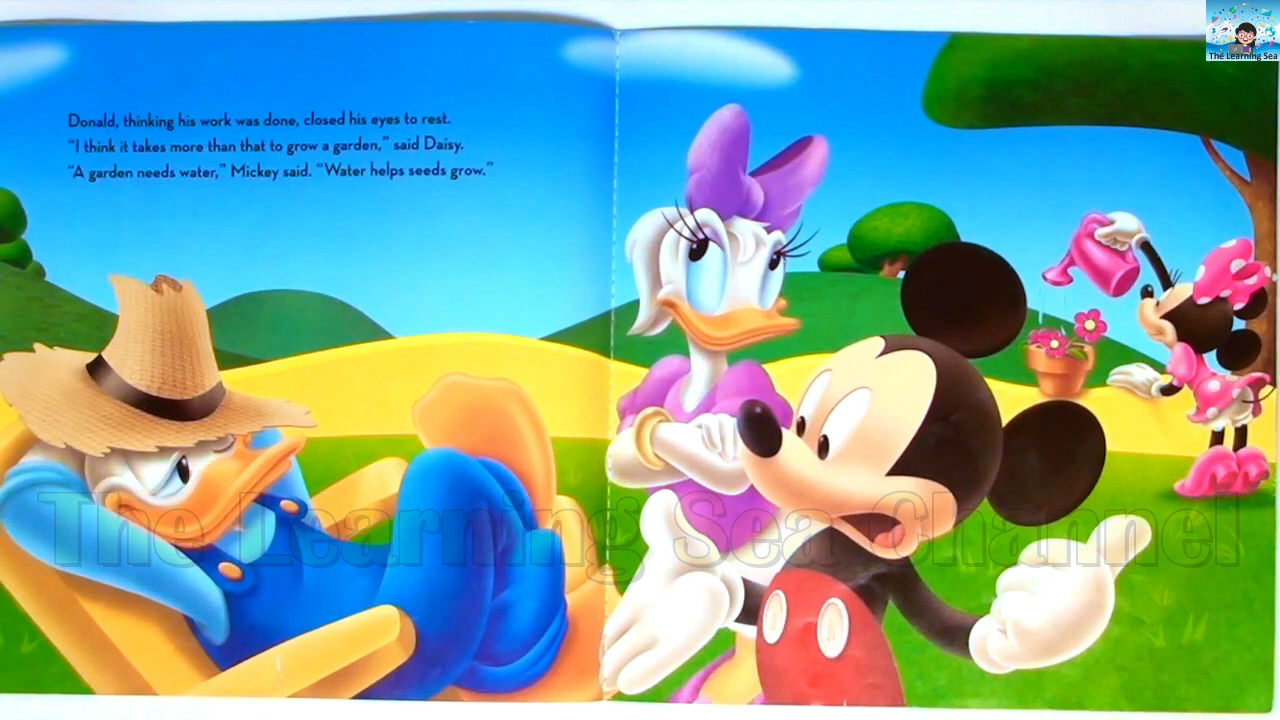 The Learning Sea
Donald, thinking his work was done, closed his eyes to rest.
“I think it takes more than that to grow a garden,” said Daisy.
“A garden needs water,” Mickey said. “Water helps seeds grow.”
The Learning Sea Channel